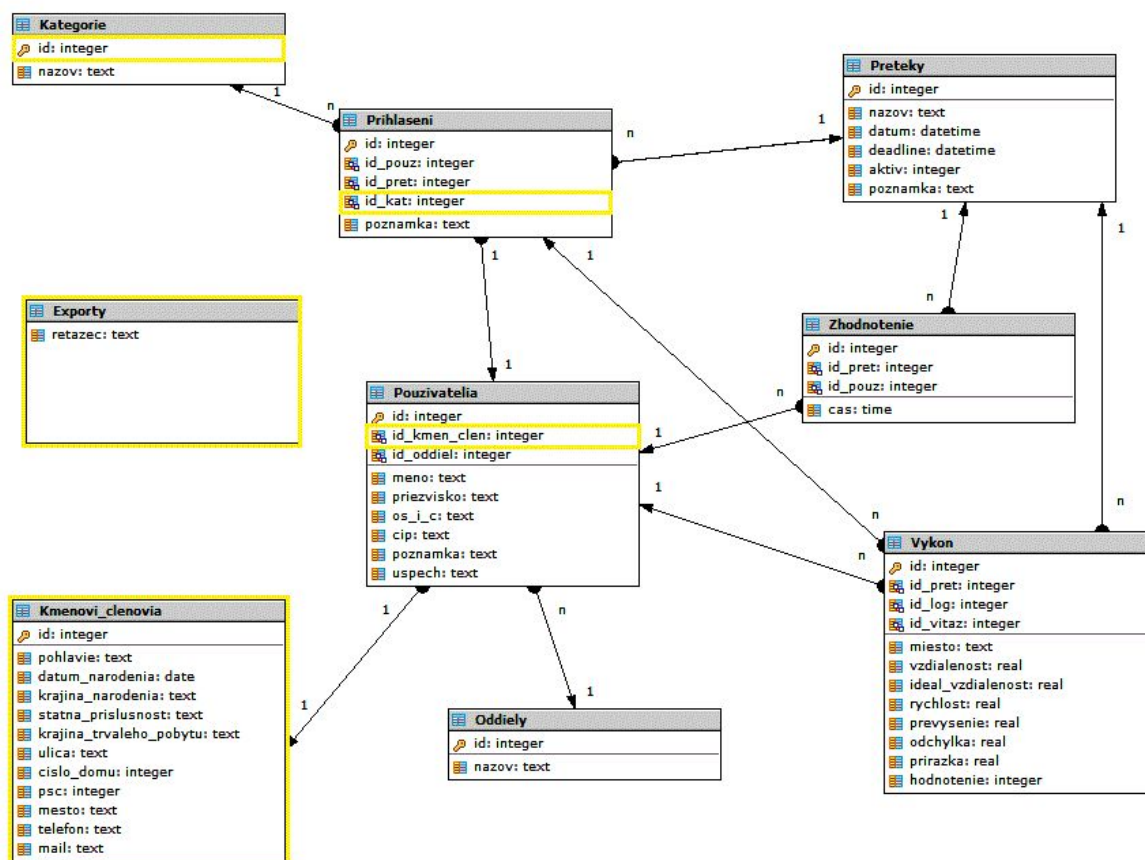 Kategorie
id: integer
nazov: text
Prihlaseni
id: integer
id_pouz: integer
id_pret: integer
id_kat: integer
poznamka: text
Preteky
id: integer
nazov: text
datum: datetime
deadline: datetime
aktiv: integer
poznamka: text
1
n
n
1
1
1
1
1
n
Exporty
retazec: text
Zhodnotenie
id: integer
id_pret: integer
id_pouz: integer
cas: time
1
n
1
Pouzivatelia
id: integer
id_kmen_clen: integer
id_oddiel: integer
meno: text
priezvisko: text
os_i_c: text
cip: text
poznamka: text
uspech: text
1
n
n
Vykon
id: integer
id_pret: integer
id_log: integer
id_vitaz: integer
miesto: text
vzdialenost: real
ideal_vzdialenost: real
rychlost: real
prevysenie: real
odchylka: real
prirazka: real
hodnotenie: integer
Kmenovi_clenovia
id: integer
pohlavie: text
datum_narodenia: date
krajina_narodenia: text
statna_prislusnost: text
krajina_trvaleho_pobytu: text
ulica: text
cislo_domu: integer
psc: integer
mesto: text
telefon: text
mail: text
1
n
1
1
Oddiely
id: integer
nazov: text